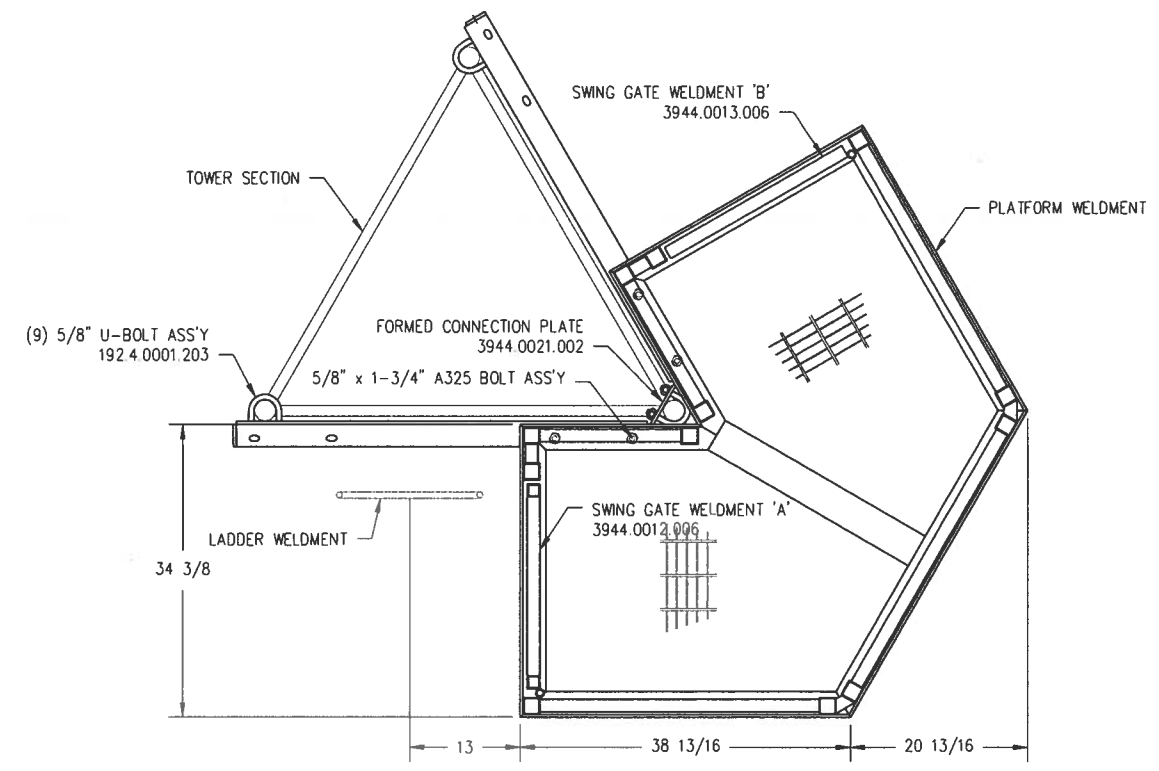 SWING GATE WELDMENT 'B'
3944.0013.006
TOWER SECTION
PLATFORM WELDMENT
(9) 5/8" U-BOLT ASS'Y
192.4.0001.203
FORMED CONNECTION PLATE
3944.0021.002
5/8" x 1-3/4" A325 BOLT ASS'Y
SWING GATE WELDMENT 'A'
3944.0012.006
LADDER WELDMENT
34 3/8
13
38 13/16
20 13/16